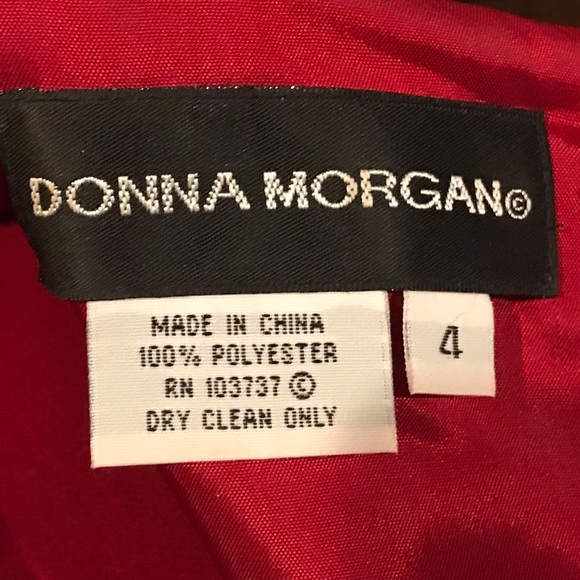 DONNA MORGAN©
MADE IN CHINA
100% POLYESTER
RN 103737 ©
DRY CLEAN ONLY
4